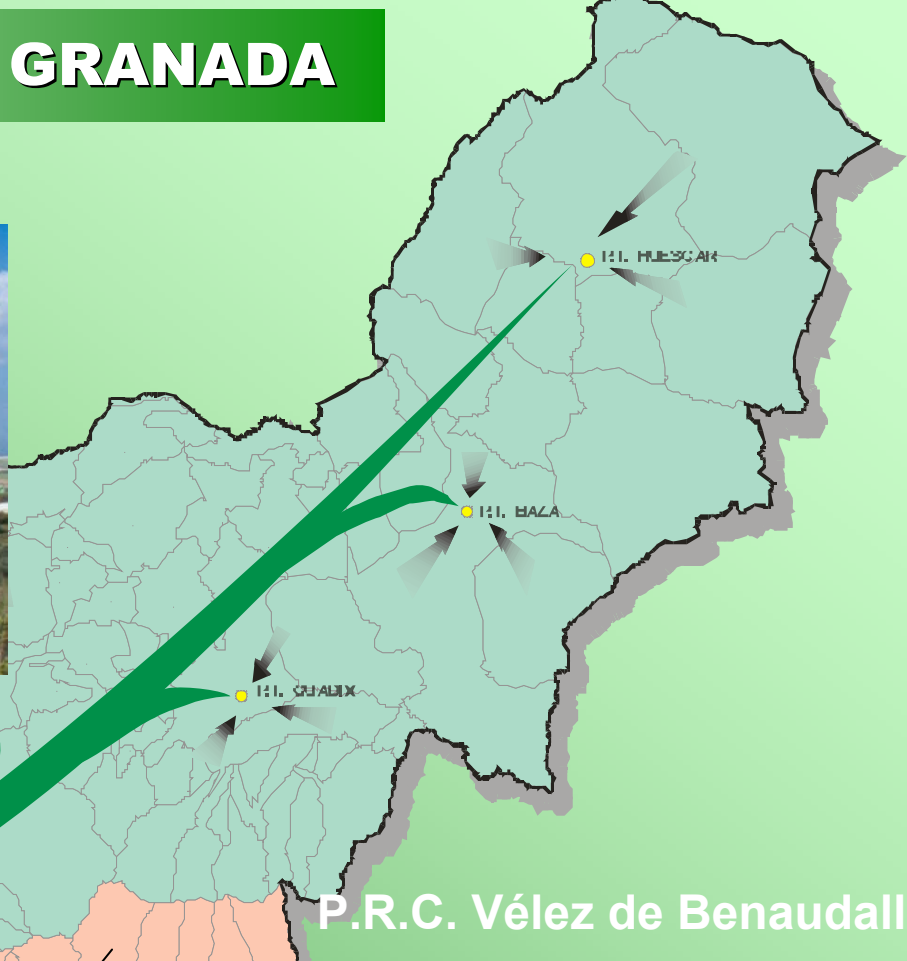 GRANADA
P.T. HUESCAR
P.T. BAZA
P.T. GUADIX
P.R.C. Vélez de Benaudall